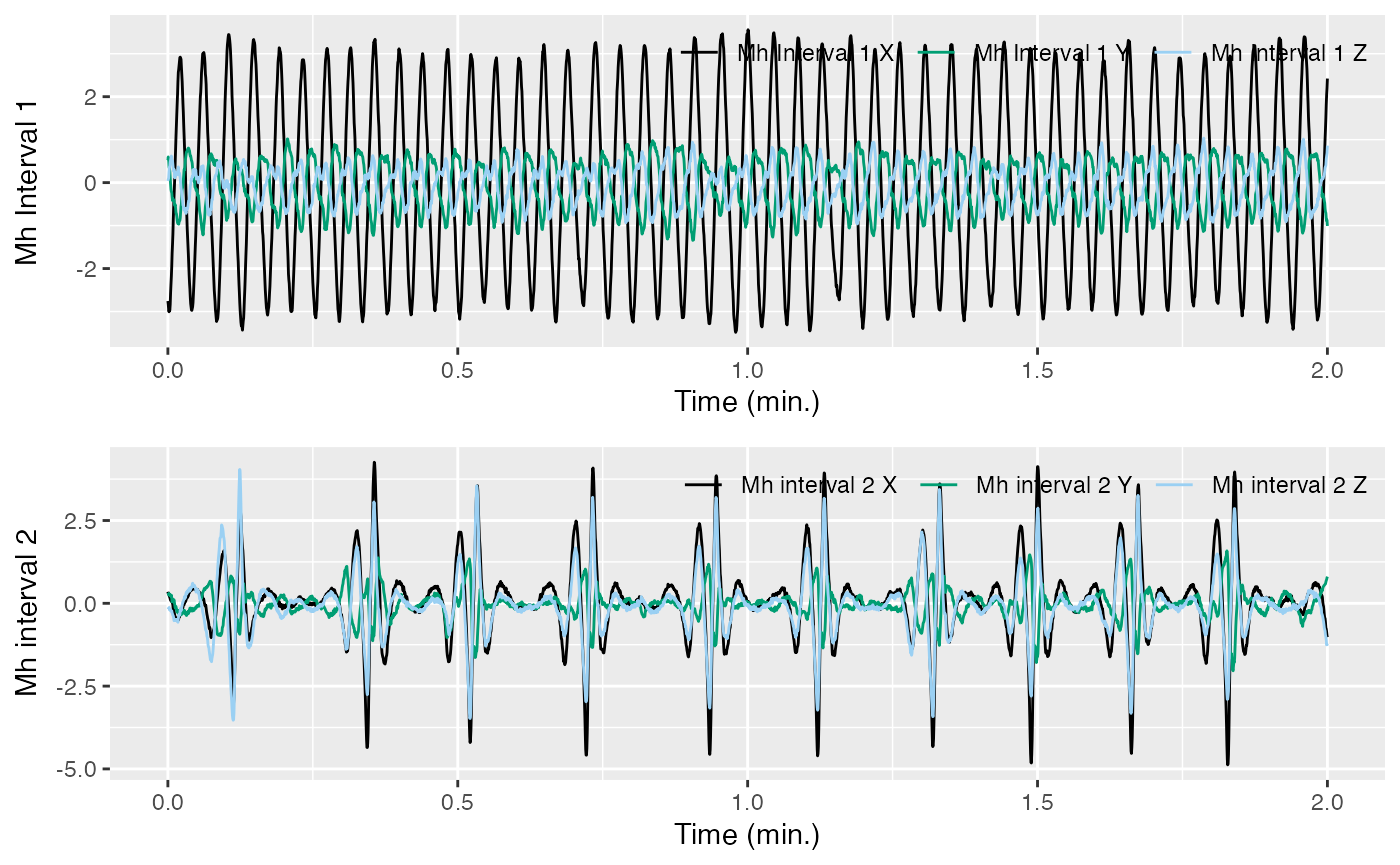 Mh Interval 1 X Mh Interval 1 Y Mh Interval 1 Z
Mh Interval 1
2
0
-2
0.0 0.5 1.0 1.5 2.0
Time (min.)
Mh interval 2 X Mh interval 2 Y Mh interval 2 Z
Mh interval 2
2.5
0.0
-2.5
-5.0
0.0 0.5 1.0 1.5 2.0
Time (min.)